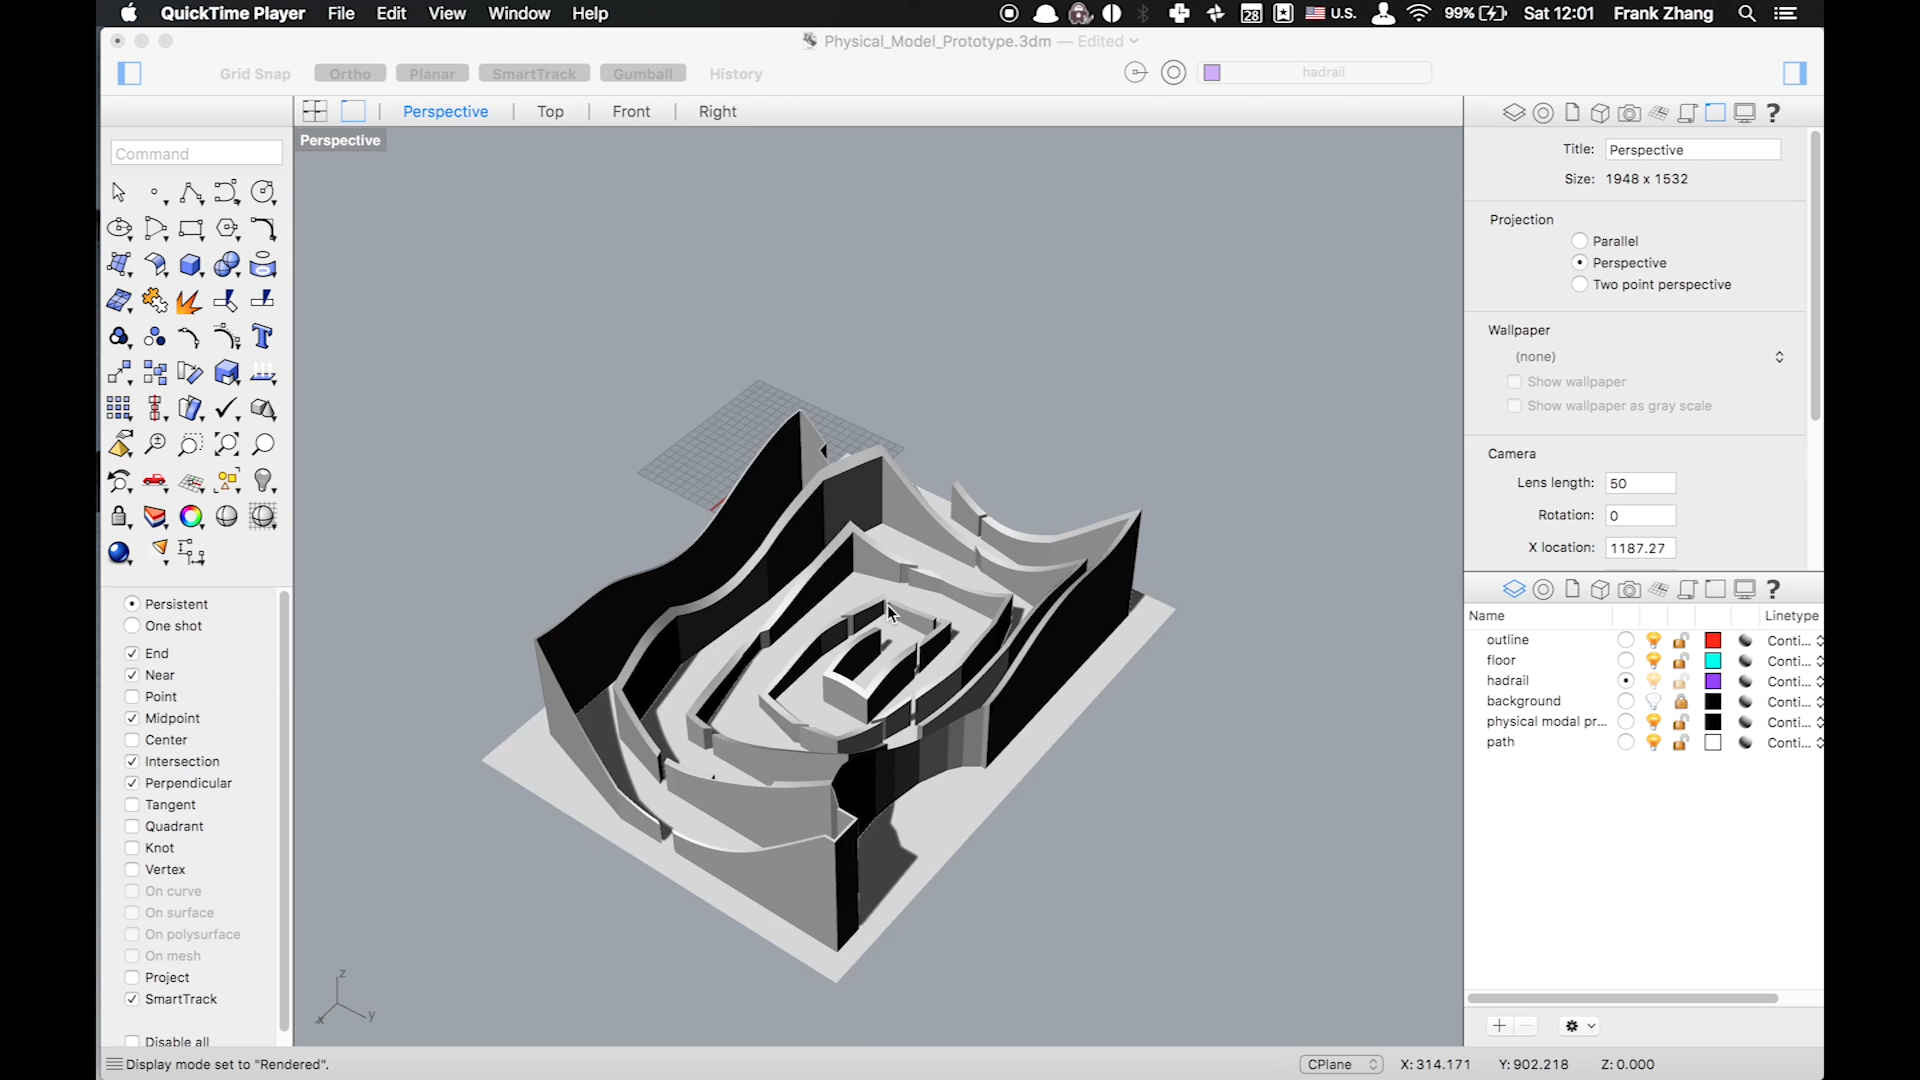 QuickTime Player File Edit View Window Help 28 U.S. 99% Sat 12:01 Frank Zhang
Physical_Model_Prototype.3dm — Edited
Grid Snap Ortho Planar SmartTrack Gumball History hadrail
Perspective Top Front Right
Perspective
Command
Persistent
One shot
End
Near
Point
Midpoint
Center
Intersection
Perpendicular
Tangent
Quadrant
Knot
Vertex
On curve
On surface
On polysurface
On mesh
Project
SmartTrack
Disable all
z
x y
Title: Perspective
Size: 1948 x 1532
Projection
Parallel
Perspective
Two point perspective
Wallpaper
(none)
Show wallpaper
Show wallpaper as gray scale
Camera
Lens length: 50
Rotation: 0
X location: 1187.27
Name Linetype
outline Conti...
floor Conti...
hadrail Conti...
background Conti...
physical modal pr... Conti...
path Conti...
Display mode set to "Rendered". CPlane X: 314.171 Y: 902.218 Z: 0.000